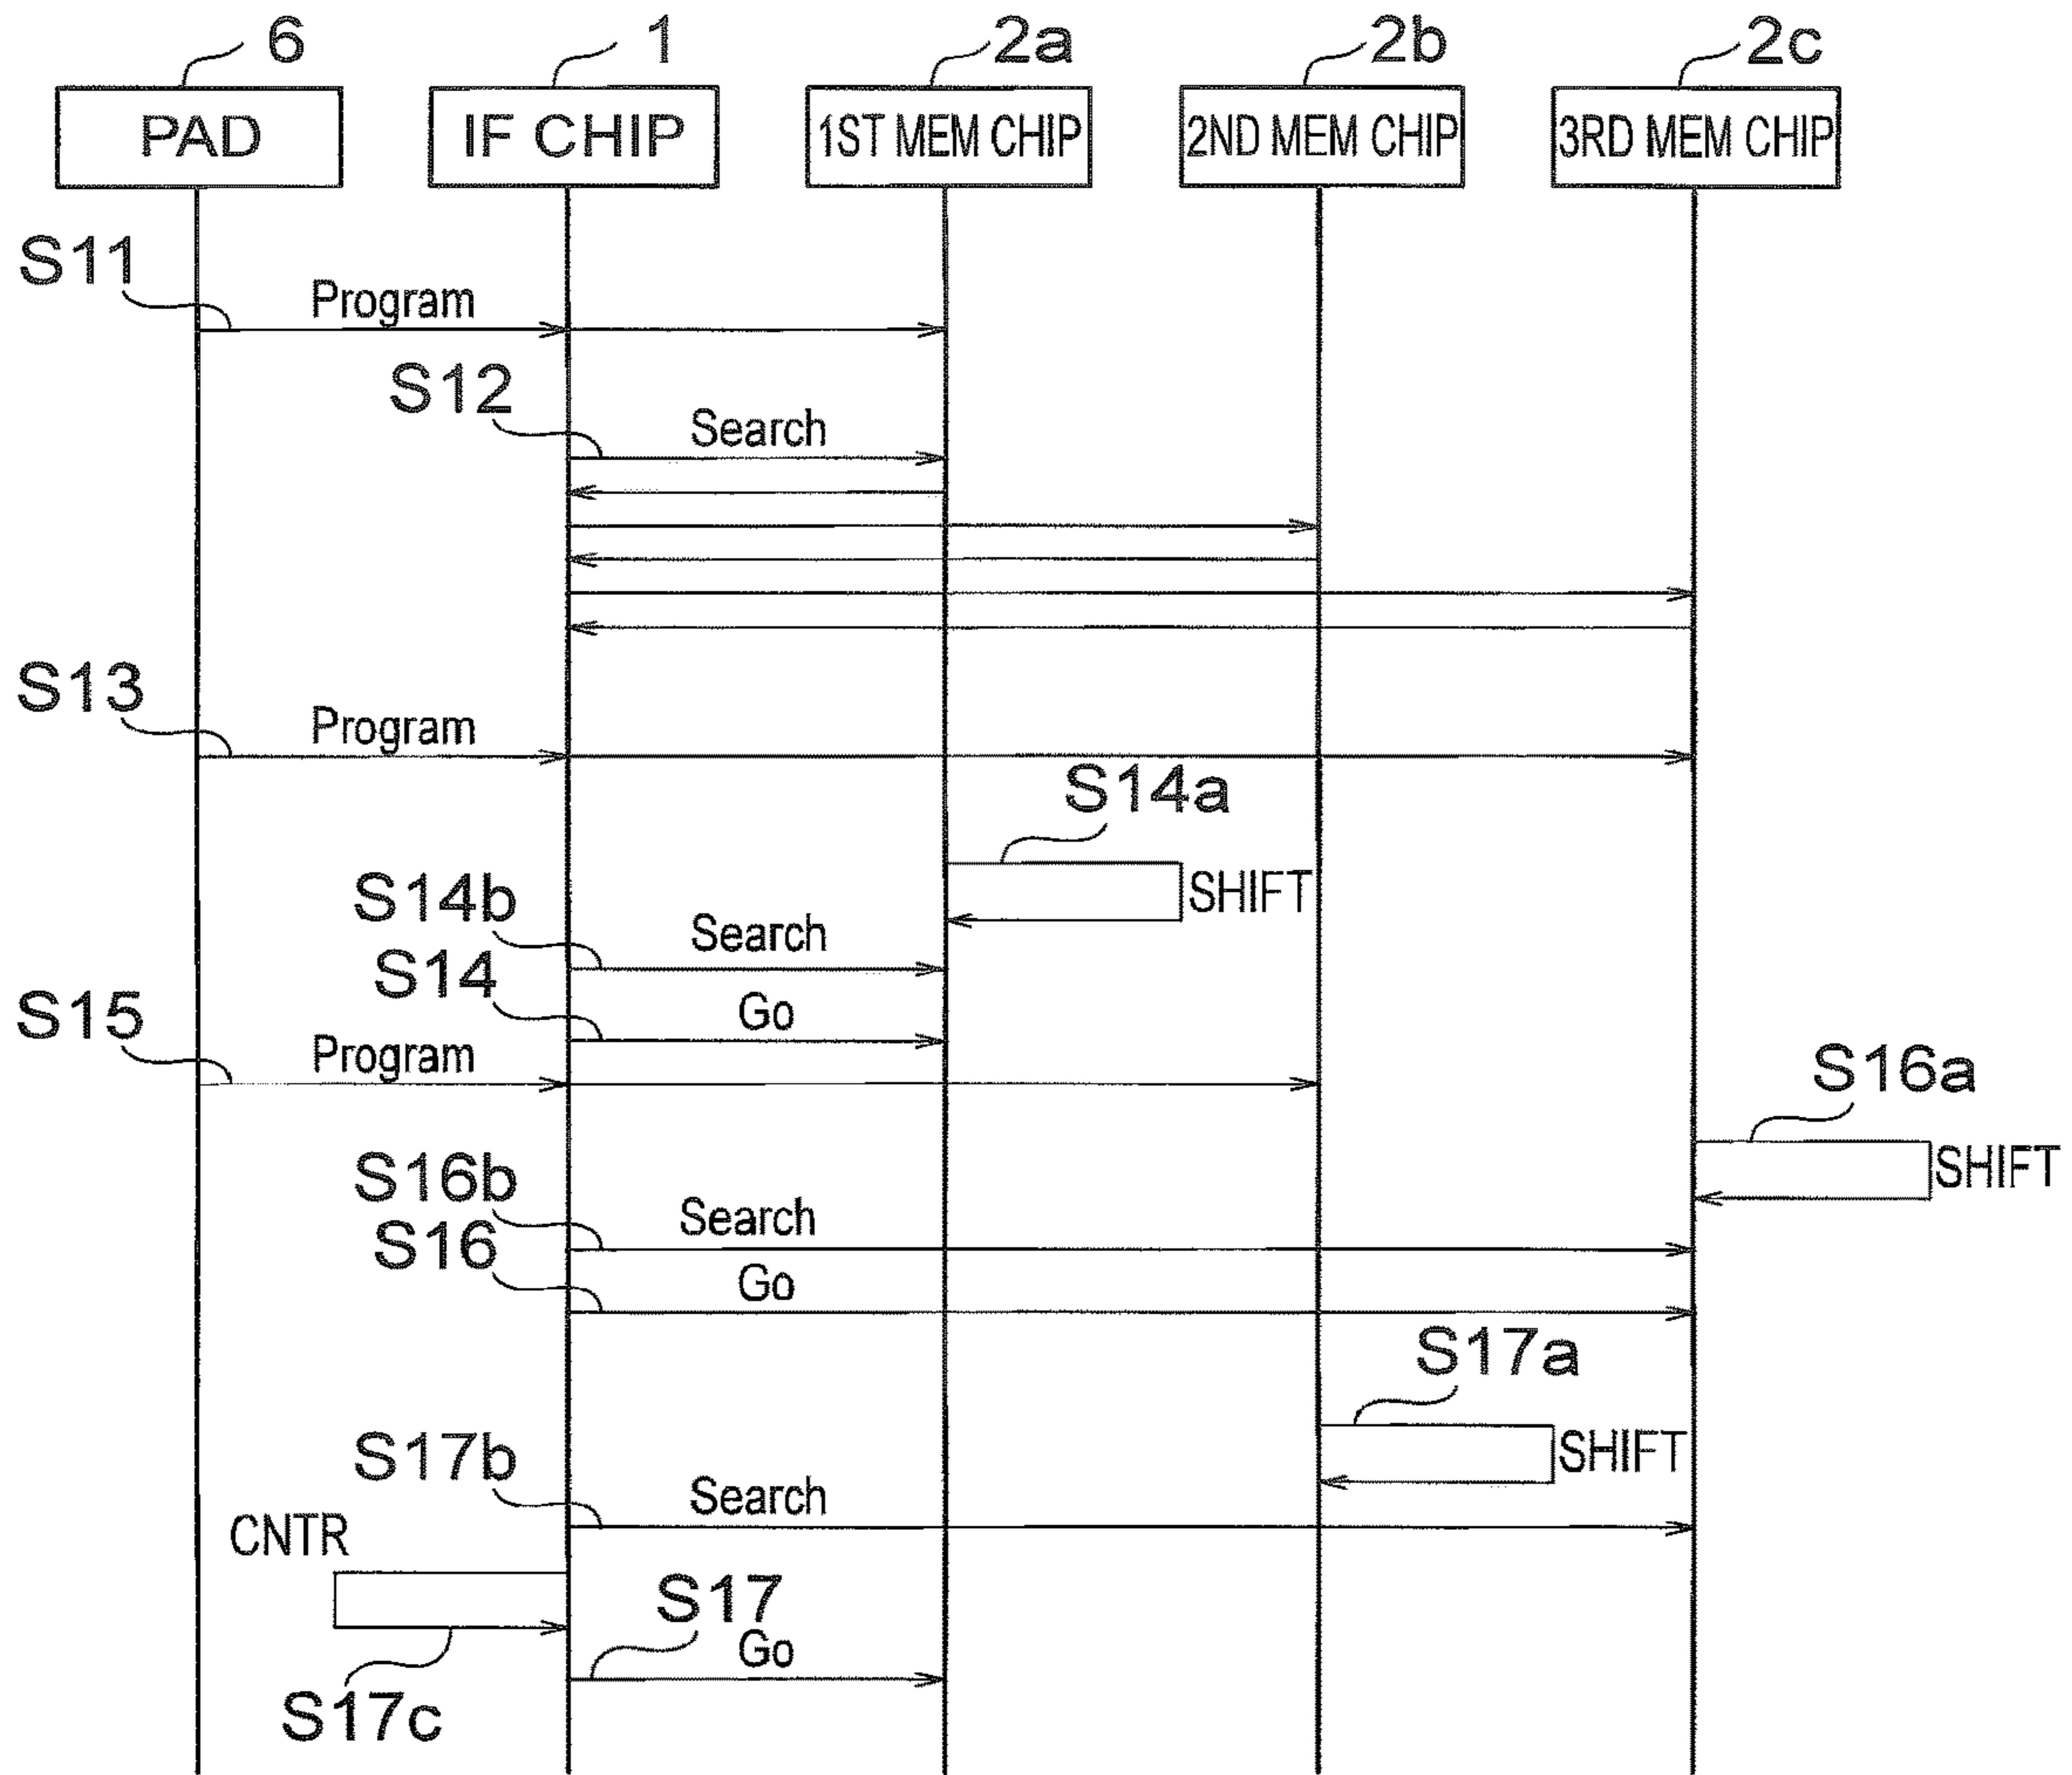 6
1
2a
2b
2c
PAD
IF CHIP
1ST MEM CHIP
2ND MEM CHIP
3RD MEM CHIP
S11
Program
S12
Search
S13
Program
S14a
SHIFT
S14b
Search
S14
Go
S15
Program
S16a
SHIFT
S16b
Search
S16
Go
S17a
SHIFT
S17b
Search
CNTR
S17
Go
S17c